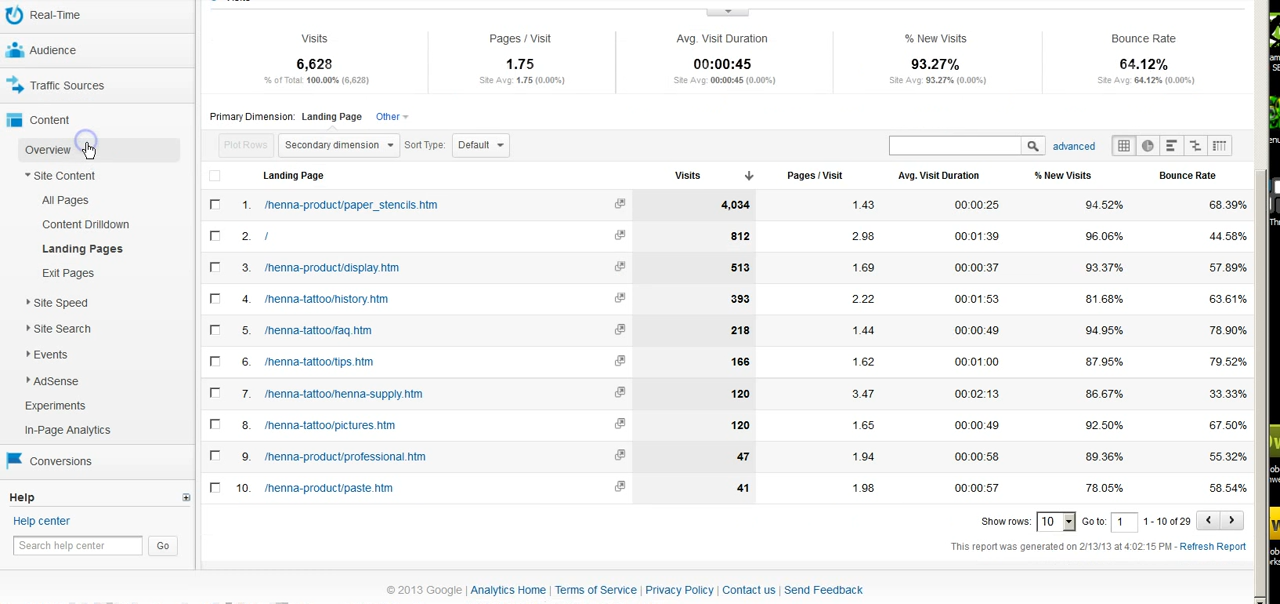 Real-Time
Audience
Traffic Sources
Content
Overview
Site Content
All Pages
Content Drilldown
Landing Pages
Exit Pages
Site Speed
Site Search
Events
AdSense
Experiments
In-Page Analytics
Conversions
Help
Help center
Search help center Go
Visits Pages / Visit Avg. Visit Duration % New Visits Bounce Rate
6,628 1.75 00:00:45 93.27% 64.12%
% of Total: 100.00% (6,628) Site Avg: 1.75 (0.00%) Site Avg: 00:00:45 (0.00%) Site Avg: 93.27% (0.00%) Site Avg: 64.12% (0.00%)
Primary Dimension: Landing Page Other
Plot Rows Secondary dimension Sort Type: Default advanced
Landing Page Visits Pages / Visit Avg. Visit Duration % New Visits Bounce Rate
1. /henna-product/paper_stencils.htm 4,034 1.43 00:00:25 94.52% 68.39%
2. / 812 2.98 00:01:39 96.06% 44.58%
3. /henna-product/display.htm 513 1.69 00:00:37 93.37% 57.89%
4. /henna-tattoo/history.htm 393 2.22 00:01:53 81.68% 63.61%
5. /henna-tattoo/faq.htm 218 1.44 00:00:49 94.95% 78.90%
6. /henna-tattoo/tips.htm 166 1.62 00:01:00 87.95% 79.52%
7. /henna-tattoo/henna-supply.htm 120 3.47 00:02:13 86.67% 33.33%
8. /henna-tattoo/pictures.htm 120 1.65 00:00:49 92.50% 67.50%
9. /henna-product/professional.htm 47 1.94 00:00:58 89.36% 55.32%
10. /henna-product/paste.htm 41 1.98 00:00:57 78.05% 58.54%
Show rows: 10 Go to: 1 1 - 10 of 29
This report was generated on 2/13/13 at 4:02:15 PM - Refresh Report
© 2013 Google | Analytics Home | Terms of Service | Privacy Policy | Contact us | Send Feedback